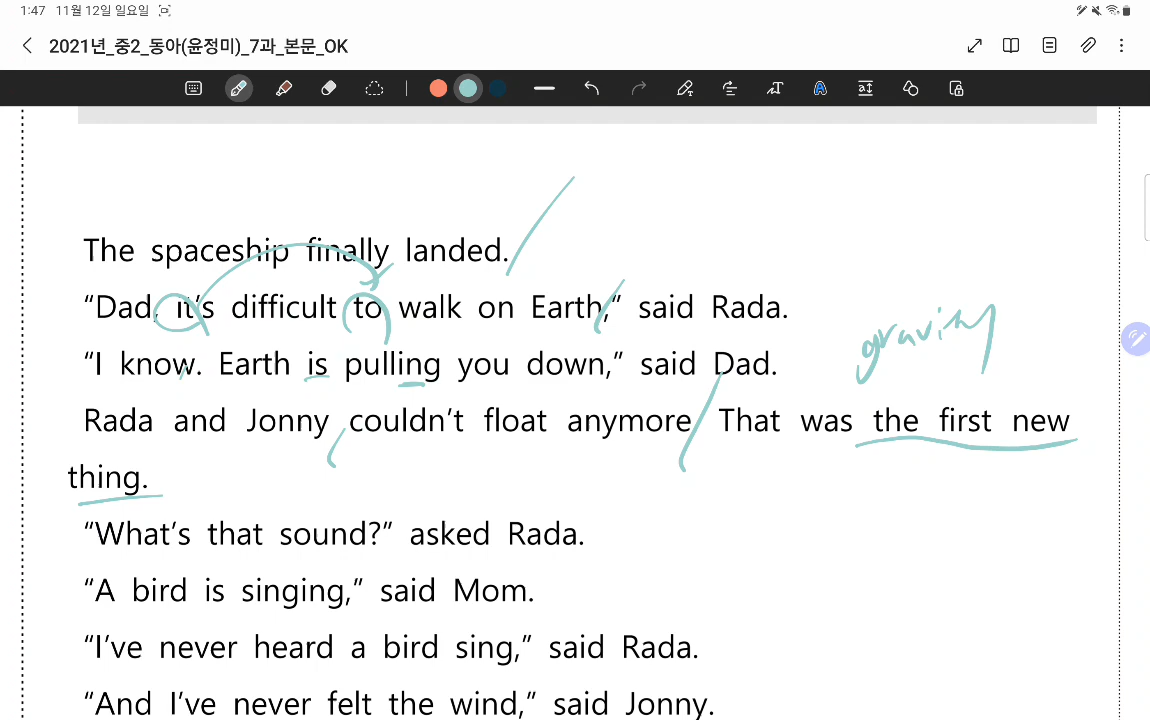 1:47 11월 12일 일요일
2021년_중2_동아(윤정미)_7과_본문_OK
The spaceship finally landed.
“Dad, it’s difficult to walk on Earth,” said Rada.
gravity
“I know. Earth is pulling you down,” said Dad.
Rada and Jonny couldn’t float anymore. That was the first new
thing.
“What’s that sound?” asked Rada.
“A bird is singing,” said Mom.
“I’ve never heard a bird sing,” said Rada.
“And I’ve never felt the wind,” said Jonny.